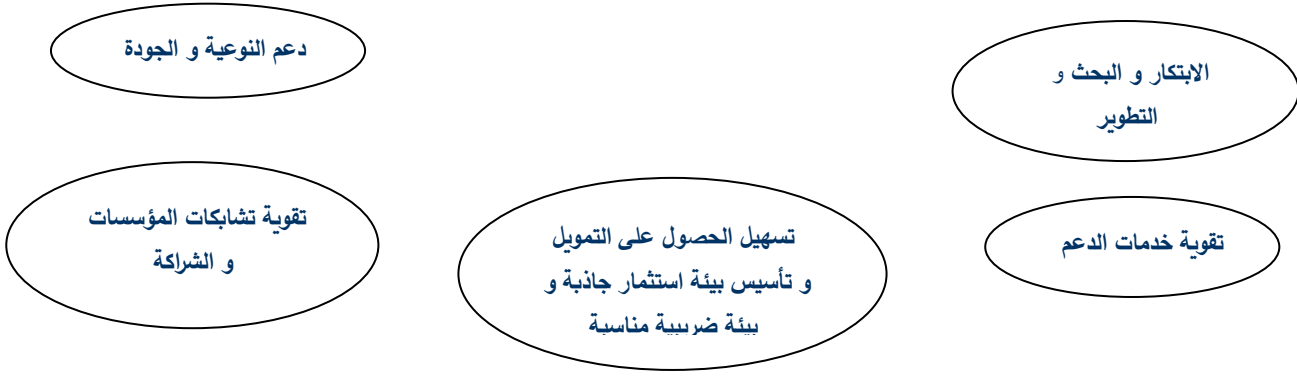 الابتكار و البحث و
التطوير
دعم النوعية و الجودة
تقوية خدمات الدعم
تسهيل الحصول على التمويل
و تأسيس بيئة استثمار جاذبة و
بيئة ضريبية مناسبة
تقوية تشابكات المؤسسات
و الشراكة